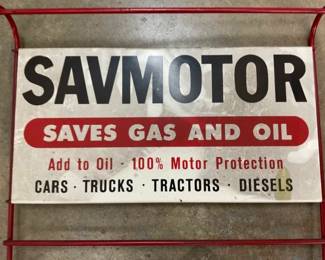 SAVMOTOR
SAVES GAS AND OIL
Add to Oil · 100% Motor Protection
CARS · TRUCKS · TRACTORS · DIESELS